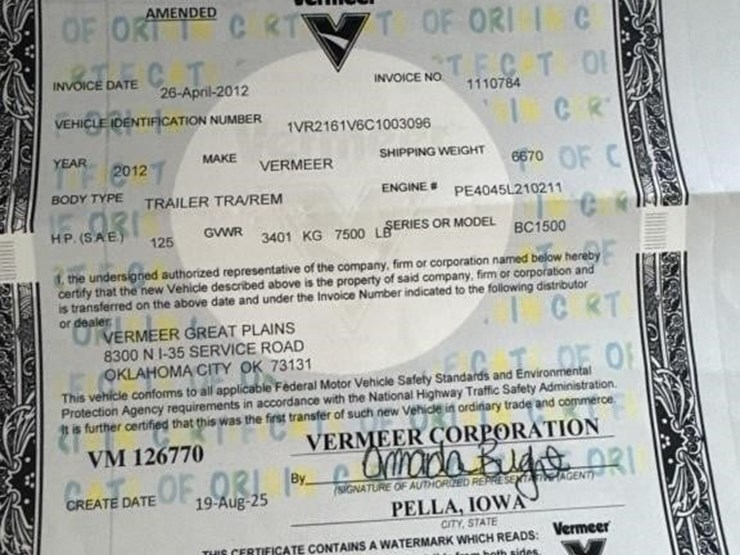 AMENDED
INVOICE DATE 26-April-2012 INVOICE NO. 1110784
VEHICLE IDENTIFICATION NUMBER 1VR2161V6C1003096
YEAR 2012 MAKE VERMEER SHIPPING WEIGHT 6670
BODY TYPE TRAILER TRA/REM ENGINE # PE4045L210211
H.P. (S.A.E.) 125 GVWR 3401 KG 7500 LB SERIES OR MODEL BC1500
I, the undersigned authorized representative of the company, firm or corporation named below hereby
certify that the new Vehicle described above is the property of said company, firm or corporation and
is transferred on the above date and under the Invoice Number indicated to the following distributor
or dealer:
VERMEER GREAT PLAINS
8300 N I-35 SERVICE ROAD
OKLAHOMA CITY OK 73131
This vehicle conforms to all applicable Federal Motor Vehicle Safety Standards and Environmental
Protection Agency requirements in accordance with the National Highway Traffic Safety Administration.
It is further certified that this was the first transfer of such new Vehicle in ordinary trade and commerce.
VM 126770 VERMEER CORPORATION
By
(SIGNATURE OF AUTHORIZED REPRESENTATIVE) (AGENT)
CREATE DATE 19-Aug-25 PELLA, IOWA
CITY, STATE
THIS CERTIFICATE CONTAINS A WATERMARK WHICH READS: Vermeer
both sides